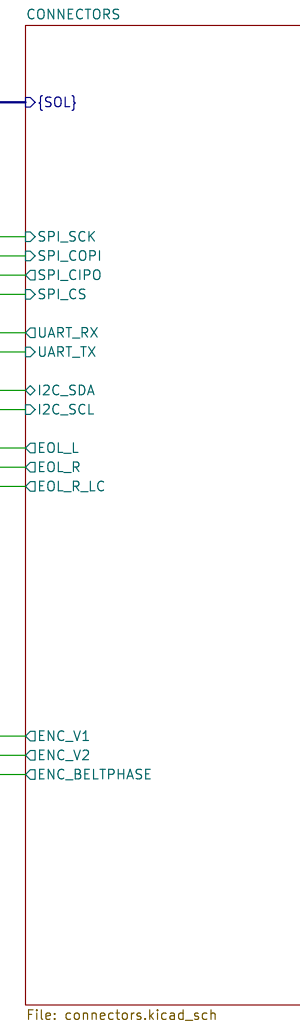 CONNECTORS
{SOL}
SPI_SCK
SPI_COPI
SPI_CIPO
SPI_CS
UART_RX
UART_TX
I2C_SDA
I2C_SCL
EOL_L
EOL_R
EOL_R_LC
ENC_V1
ENC_V2
ENC_BELTPHASE
File: connectors.kicad_sch